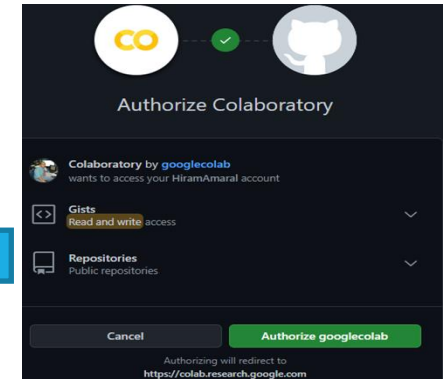 CO
Authorize Colaboratory
Colaboratory by googlecolab
wants to access your HiramAmaral account
Gists
Read and write access
Repositories
Public repositories
Cancel
Authorize googlecolab
Authorizing will redirect to
https://colab.research.google.com